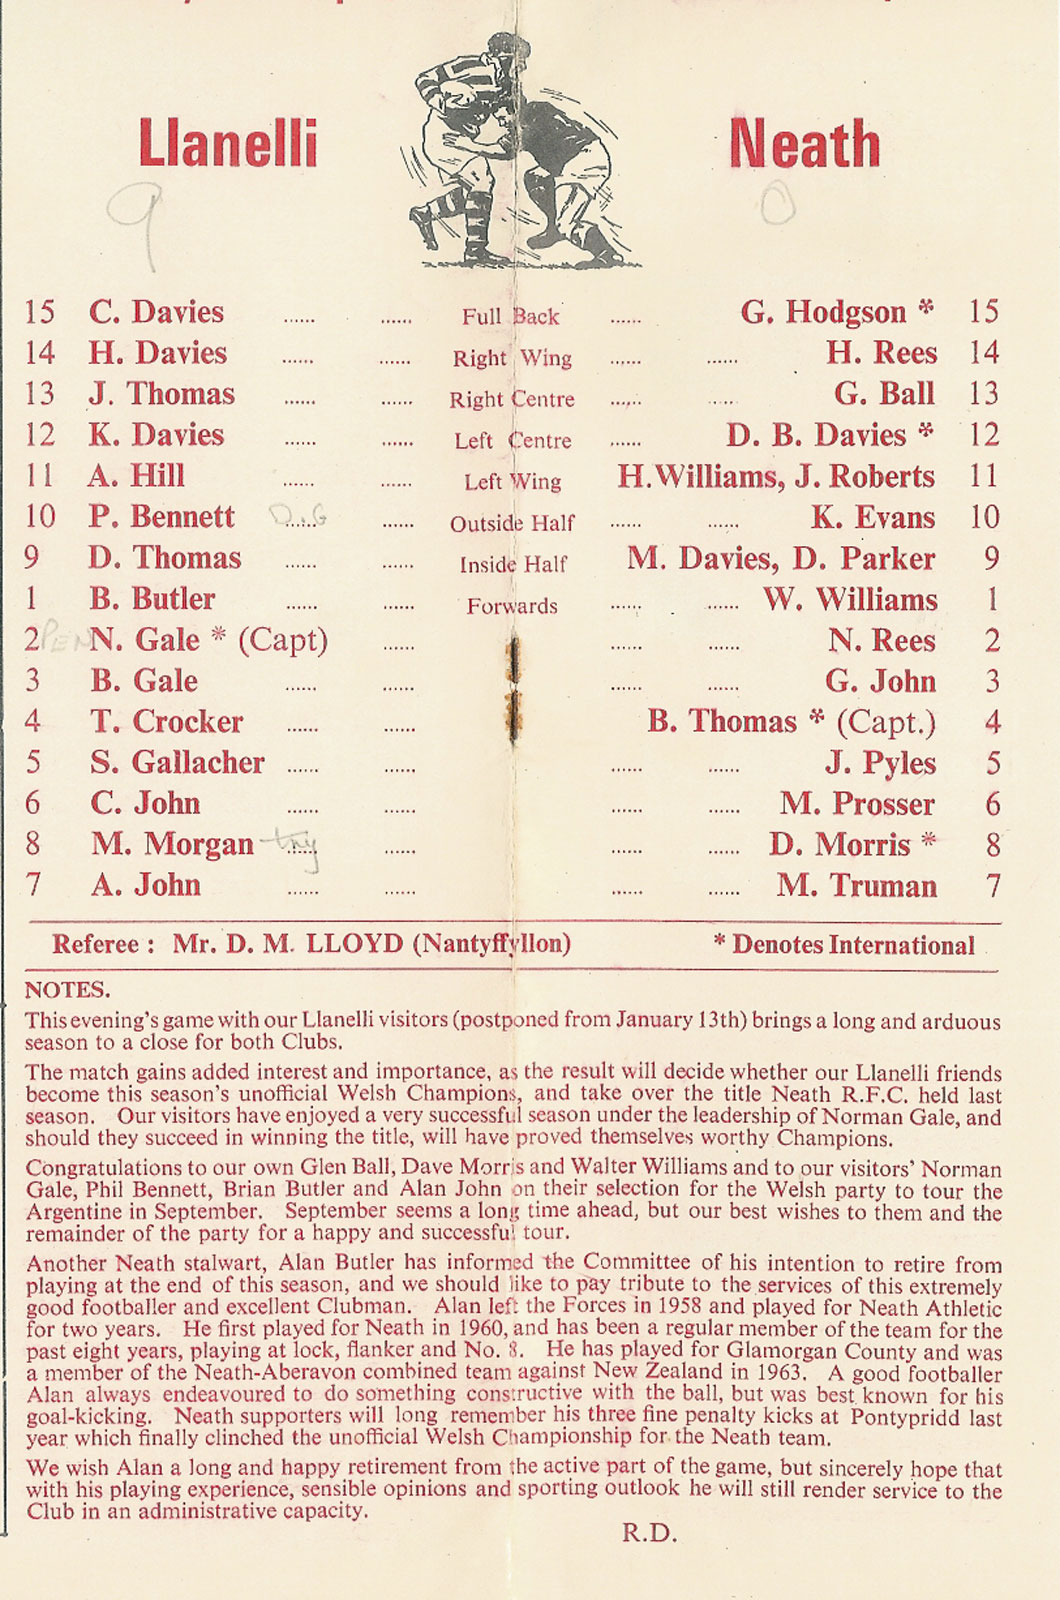 Llanelli Neath
9 0
15 C. Davies ...... ...... Full Back ...... G. Hodgson * 15
14 H. Davies ...... ...... Right Wing ...... ...... H. Rees 14
13 J. Thomas ...... ...... Right Centre ...... ...... G. Ball 13
12 K. Davies ...... ...... Left Centre ...... D. B. Davies * 12
11 A. Hill ...... ...... Left Wing H.Williams, J. Roberts 11
10 P. Bennett D.G ...... ...... Outside Half ...... ...... K. Evans 10
9 D. Thomas ...... ...... Inside Half M. Davies, D. Parker 9
1 B. Butler ...... ...... Forwards ...... ...... W. Williams 1
2 PEN N. Gale * (Capt) ...... ...... ...... N. Rees 2
3 B. Gale ...... ...... ...... ...... G. John 3
4 T. Crocker ...... ...... B. Thomas * (Capt.) 4
5 S. Gallacher ...... ...... ...... ...... J. Pyles 5
6 C. John ...... ...... ...... ...... M. Prosser 6
8 M. Morgan try ...... ...... ...... ...... D. Morris * 8
7 A. John ...... ...... ...... ...... M. Truman 7
Referee : Mr. D. M. LLOYD (Nantyffyllon) * Denotes International
NOTES.
This evening's game with our Llanelli visitors (postponed from January 13th) brings a long and arduous
season to a close for both Clubs.
The match gains added interest and importance, as the result will decide whether our Llanelli friends
become this season's unofficial Welsh Champions, and take over the title Neath R.F.C. held last
season. Our visitors have enjoyed a very successful season under the leadership of Norman Gale, and
should they succeed in winning the title, will have proved themselves worthy Champions.
Congratulations to our own Glen Ball, Dave Morris and Walter Williams and to our visitors' Norman
Gale, Phil Bennett, Brian Butler and Alan John on their selection for the Welsh party to tour the
Argentine in September. September seems a long time ahead, but our best wishes to them and the
remainder of the party for a happy and successful tour.
Another Neath stalwart, Alan Butler has informed the Committee of his intention to retire from
playing at the end of this season, and we should like to pay tribute to the services of this extremely
good footballer and excellent Clubman. Alan left the Forces in 1958 and played for Neath Athletic
for two years. He first played for Neath in 1960, and has been a regular member of the team for the
past eight years, playing at lock, flanker and No. 8. He has played for Glamorgan County and was
a member of the Neath-Aberavon combined team against New Zealand in 1963. A good footballer
Alan always endeavoured to do something constructive with the ball, but was best known for his
goal-kicking. Neath supporters will long remember his three fine penalty kicks at Pontypridd last
year which finally clinched the unofficial Welsh Championship for the Neath team.
We wish Alan a long and happy retirement from the active part of the game, but sincerely hope that
with his playing experience, sensible opinions and sporting outlook he will still render service to the
Club in an administrative capacity.
R.D.